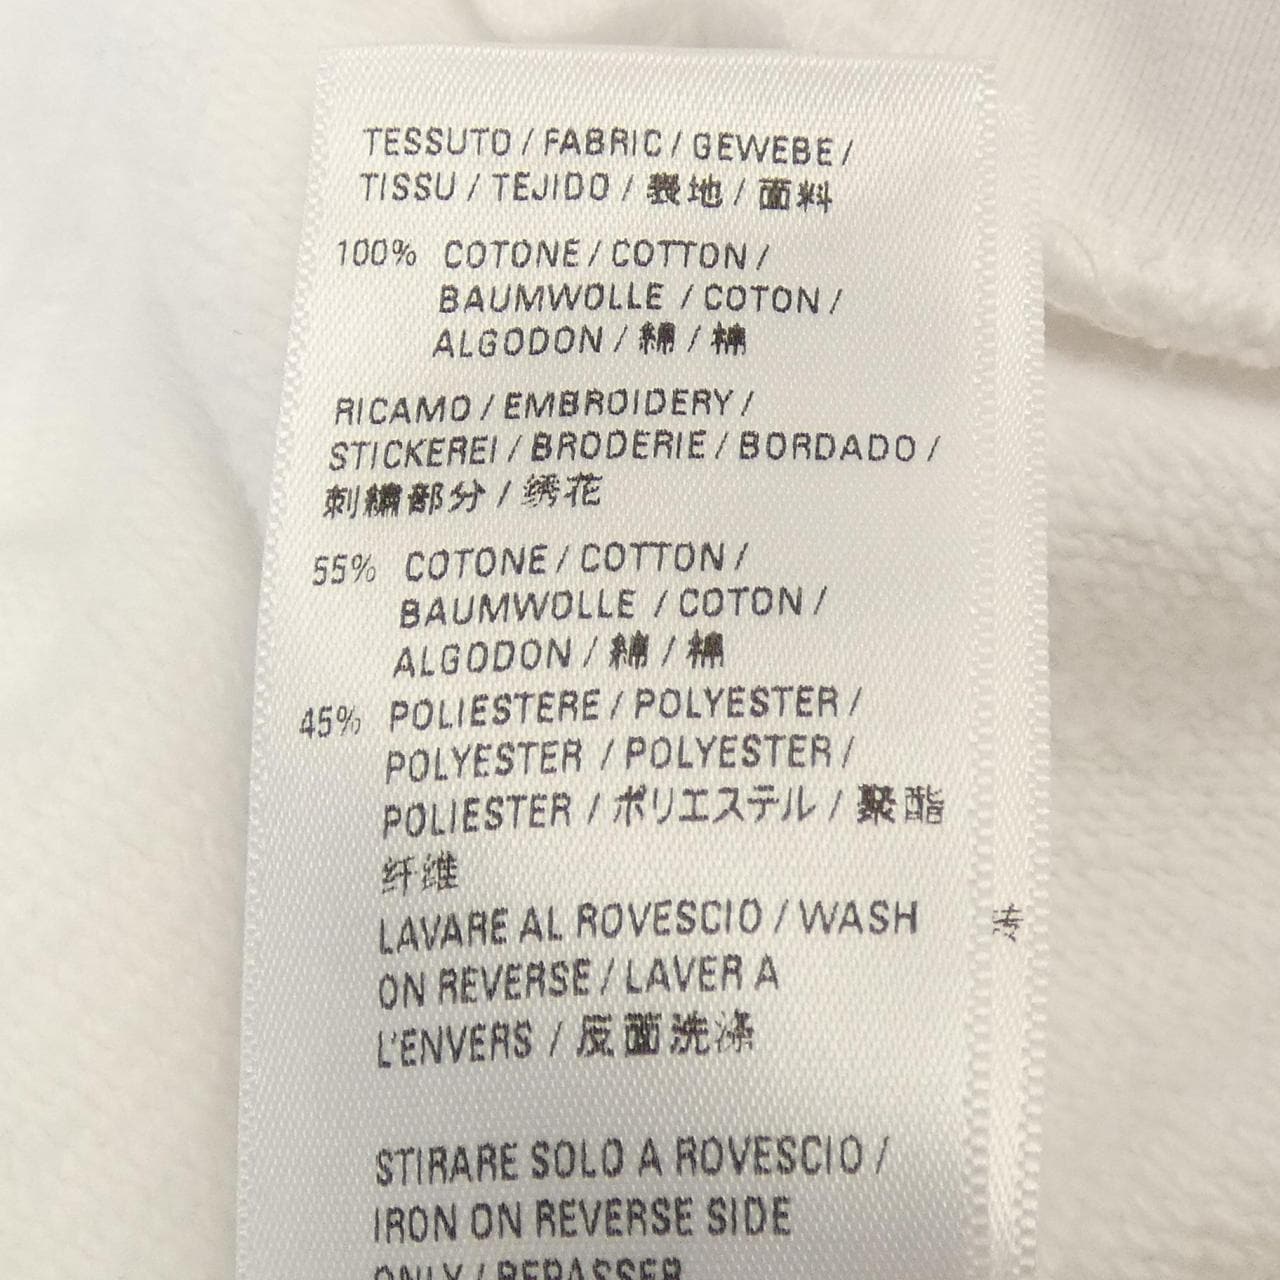 TESSUTO / FABRIC / GEWEBE /
TISSU / TEJIDO / 表地 / 面料
100% COTONE / COTTON /
BAUMWOLLE / COTON /
ALGODON / 綿 / 棉
RICAMO / EMBROIDERY /
STICKEREI / BRODERIE / BORDADO /
刺繍部分 / 绣花
55% COTONE / COTTON /
BAUMWOLLE / COTON /
ALGODON / 綿 / 棉
45% POLIESTERE / POLYESTER /
POLYESTER / POLYESTER /
POLIESTER / ポリエステル / 聚酯
纤维
LAVARE AL ROVESCIO / WASH
ON REVERSE / LAVER A
L'ENVERS / 反面洗涤
STIRARE SOLO A ROVESCIO /
IRON ON REVERSE SIDE
ONLY / REPASSER